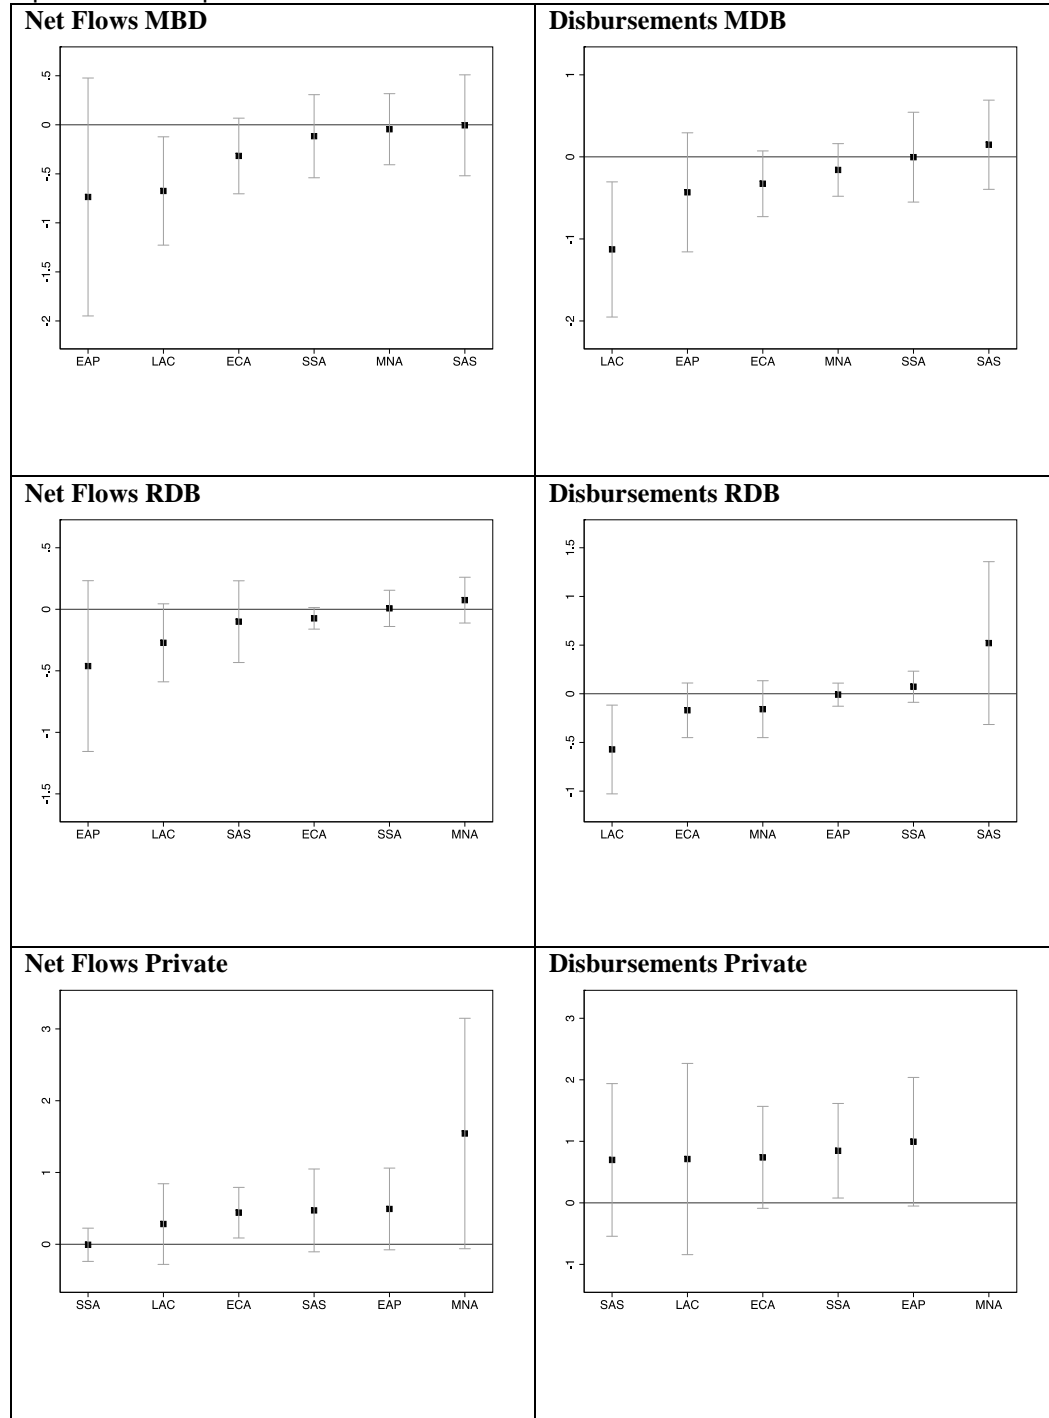 Net Flows MBD
.5
0
-.5
-1
-1.5
-2
EAP LAC ECA SSA MNA SAS
Disbursements MDB
1
0
-1
-2
LAC EAP ECA MNA SSA SAS
Net Flows RDB
.5
0
-.5
-1
-1.5
EAP LAC SAS ECA SSA MNA
Disbursements RDB
1.5
1
.5
0
-.5
-1
LAC ECA MNA EAP SSA SAS
Net Flows Private
3
2
1
0
SSA LAC ECA SAS EAP MNA
Disbursements Private
3
2
1
0
-1
SAS LAC ECA SSA EAP MNA